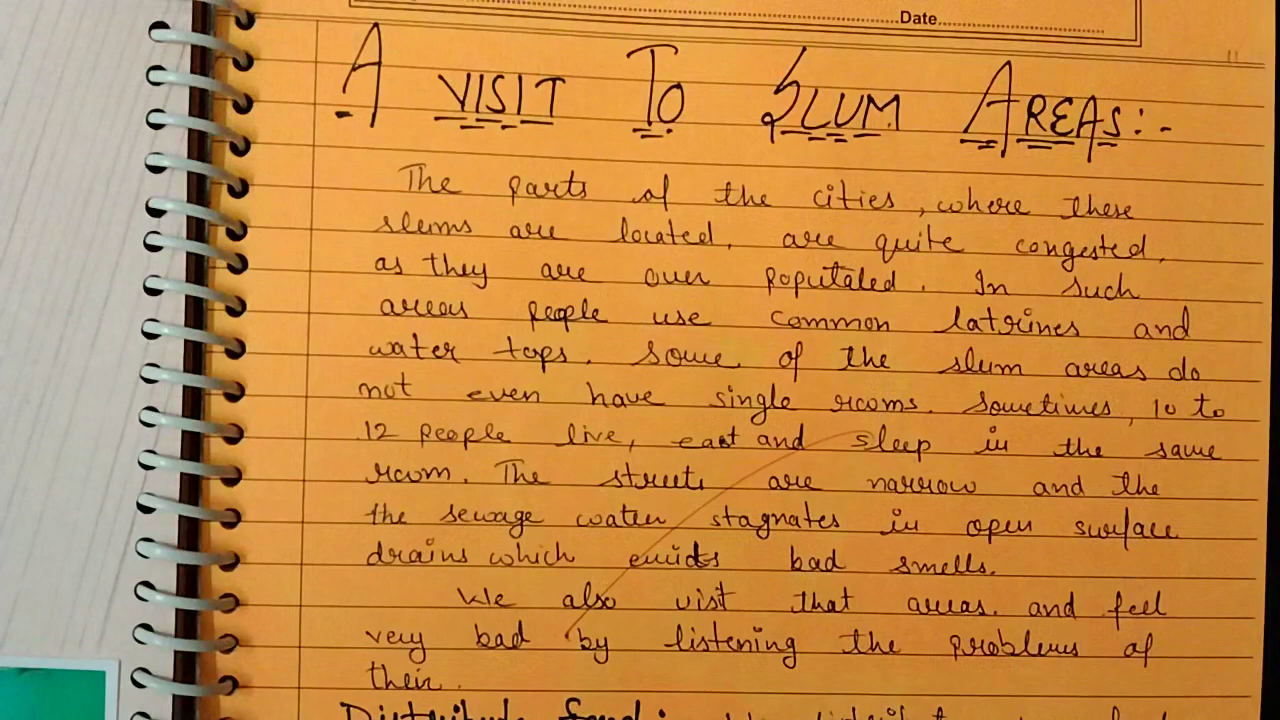 Date
A VISIT TO SLUM AREAS:-
The parts of the cities, where these
slums are located, are quite congested,
as they are over populated. In such
areas people use common latrines and
water taps. Some of the slum areas do
not even have single rooms. Sometimes, 10 to
12 people live, eat and sleep in the same
room. The streets are narrow and the
the sewage water stagnates in open surface
drains which emids bad smells.
We also vist that areas. and feel
very bad by listening the problems of
their.
Distribute food: